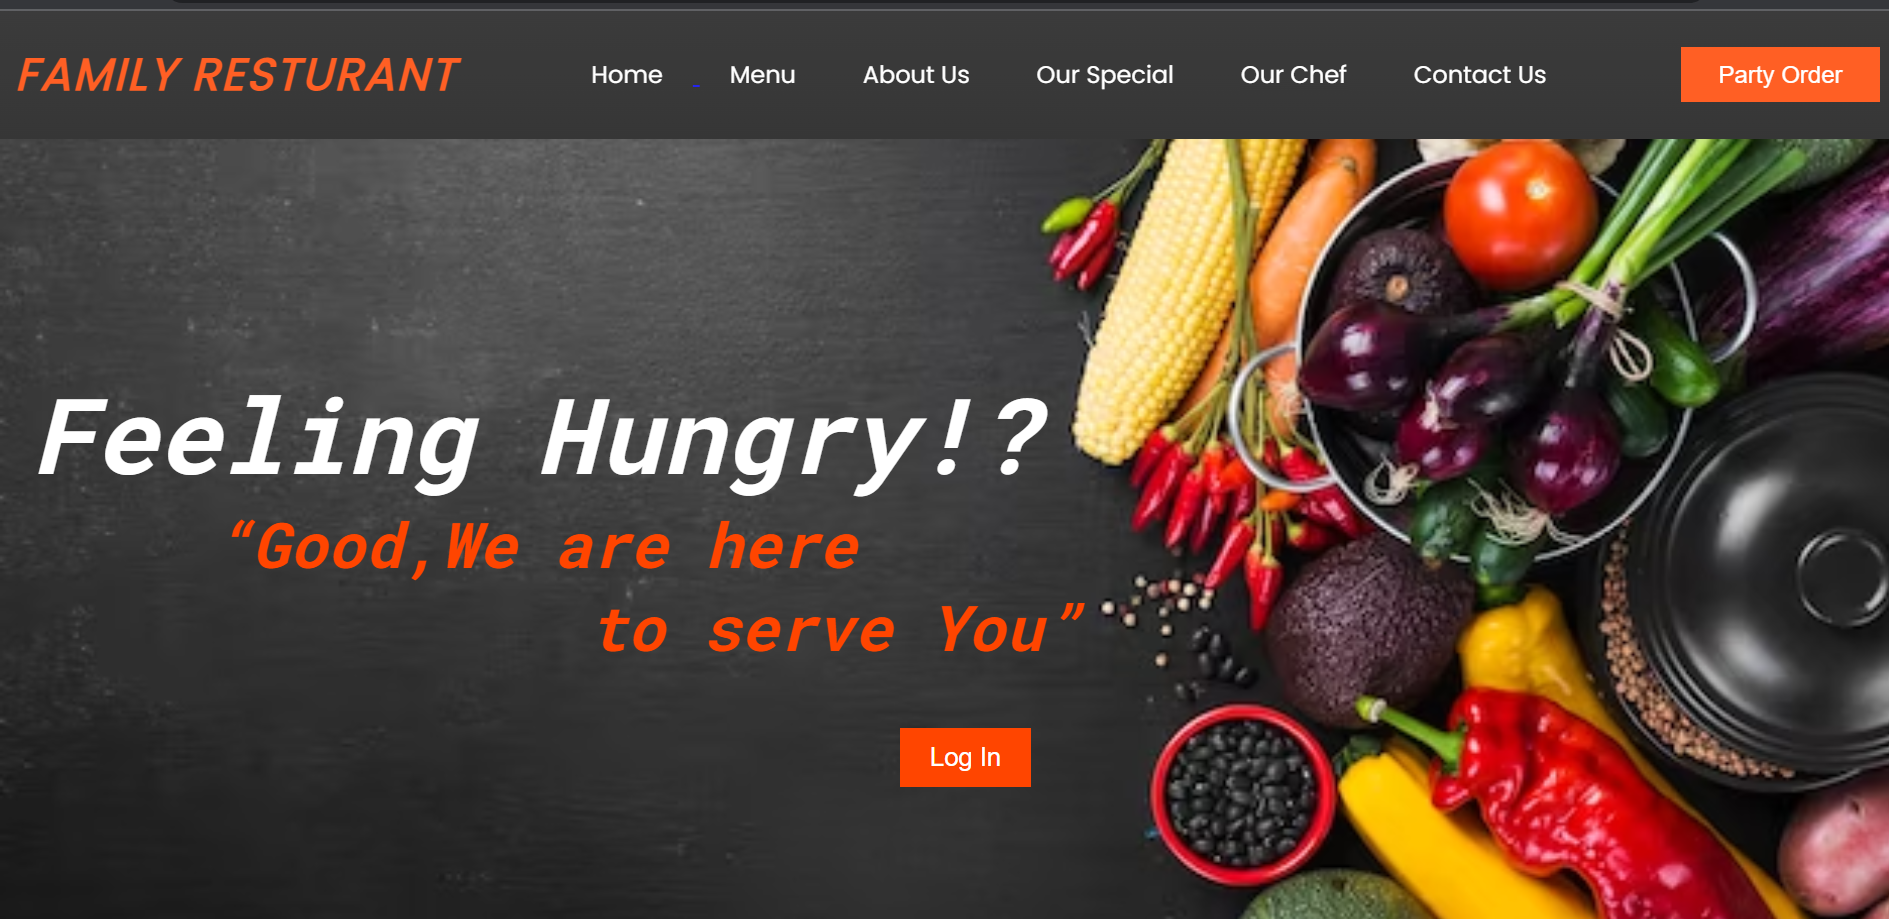 FAMILY RESTURANT
Home
Menu
About Us
Our Special
Our Chef
Contact Us
Party Order
Feeling Hungry!?
“Good,We are here
to serve You”
Log In